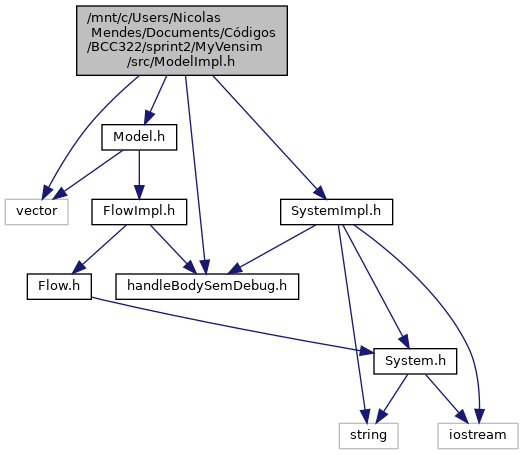 /mnt/c/Users/Nicolas
Mendes/Documents/Códigos
/BCC322/sprint2/MyVensim
/src/ModelImpl.h
Model.h
vector
FlowImpl.h
SystemImpl.h
Flow.h
handleBodySemDebug.h
System.h
string
iostream